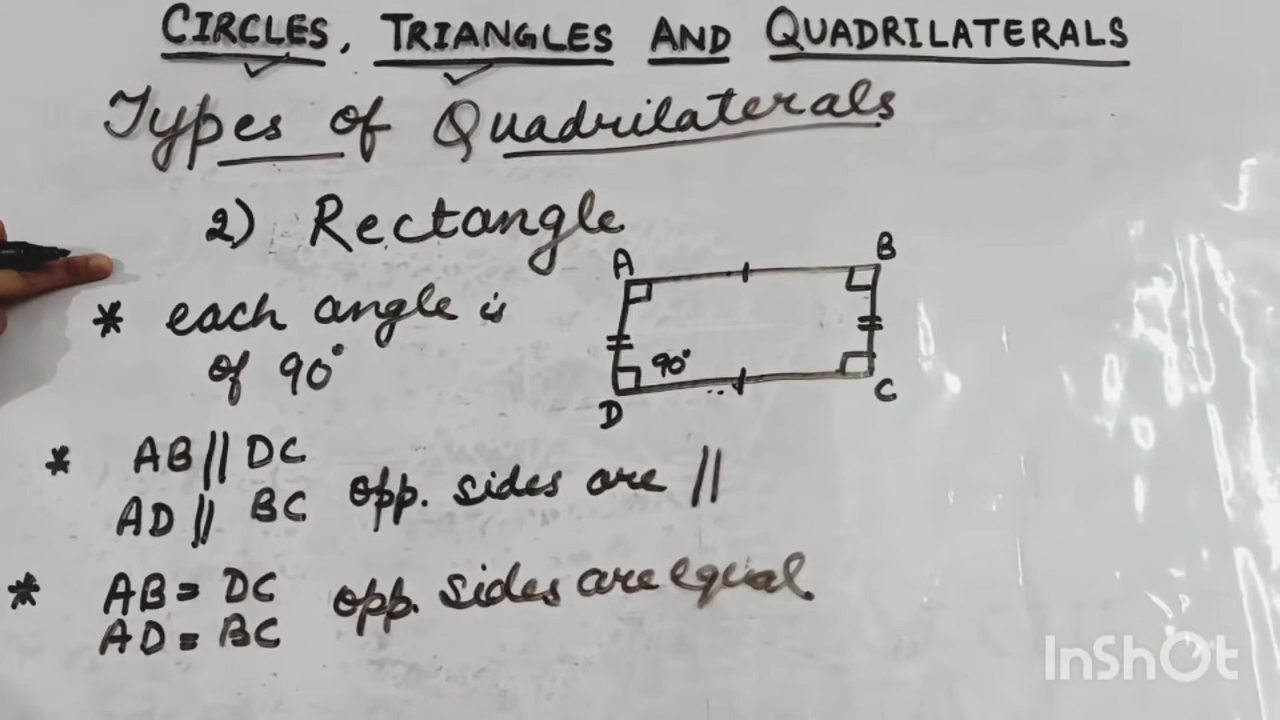 CIRCLES, TRIANGLES AND QUADRILATERALS
Types of Quadrilaterals
2) Rectangle
A
B
* each angle is
of 90°
90°
D
C
* AB || DC
AD || BC opp. sides are ||
* AB = DC opp. sides are equal
AD = BC
InShOt